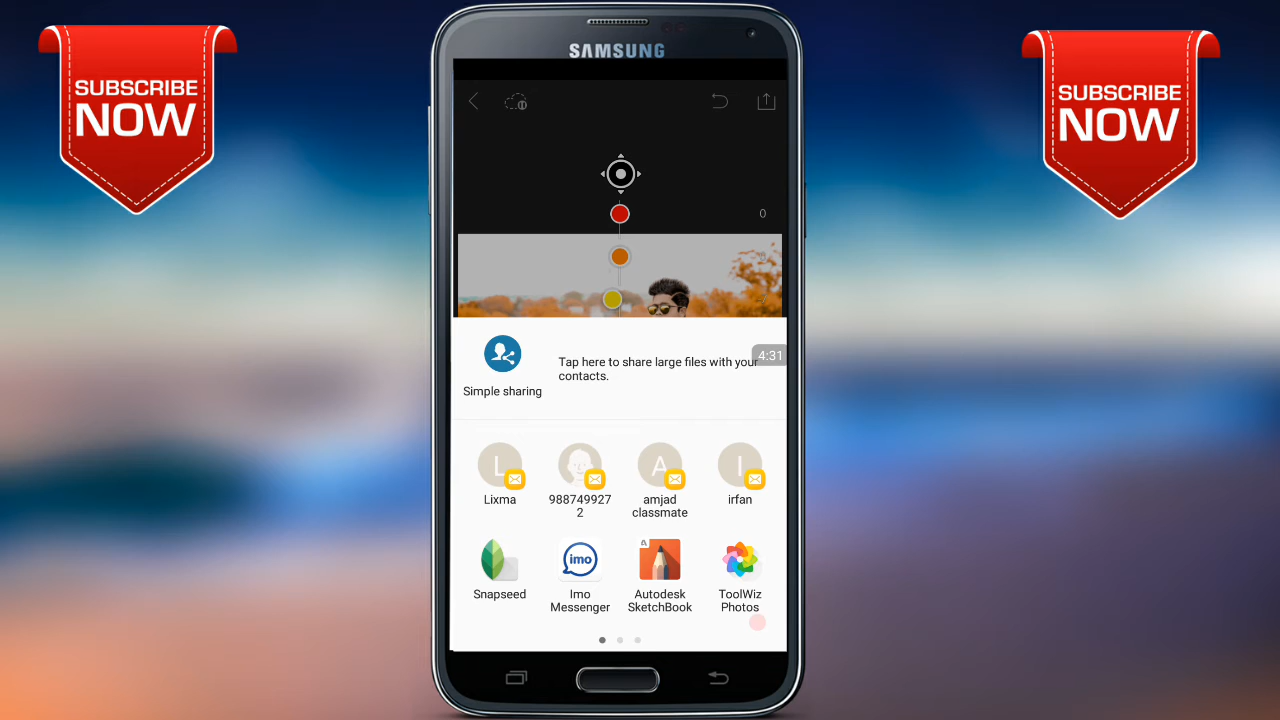 SUBSCRIBE
NOW
SUBSCRIBE
NOW
SAMSUNG
0
Tap here to share large files with your
contacts.
4:31
Simple sharing
L
A
I
Lixma
988749927
2
amjad
classmate
irfan
imo
Snapseed
Imo
Messenger
Autodesk
SketchBook
ToolWiz
Photos